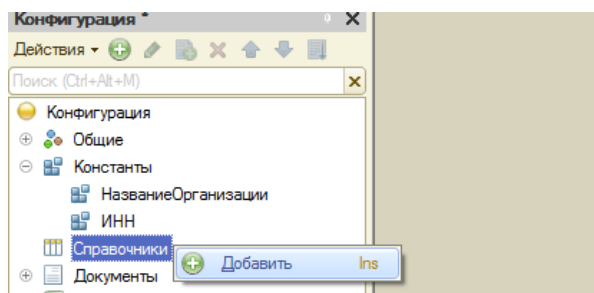 Конфигурация *
Действия
Поиск (Ctrl+Alt+M)
Конфигурация
Общие
Константы
НазваниеОрганизации
ИНН
Справочники
Добавить Ins
Документы